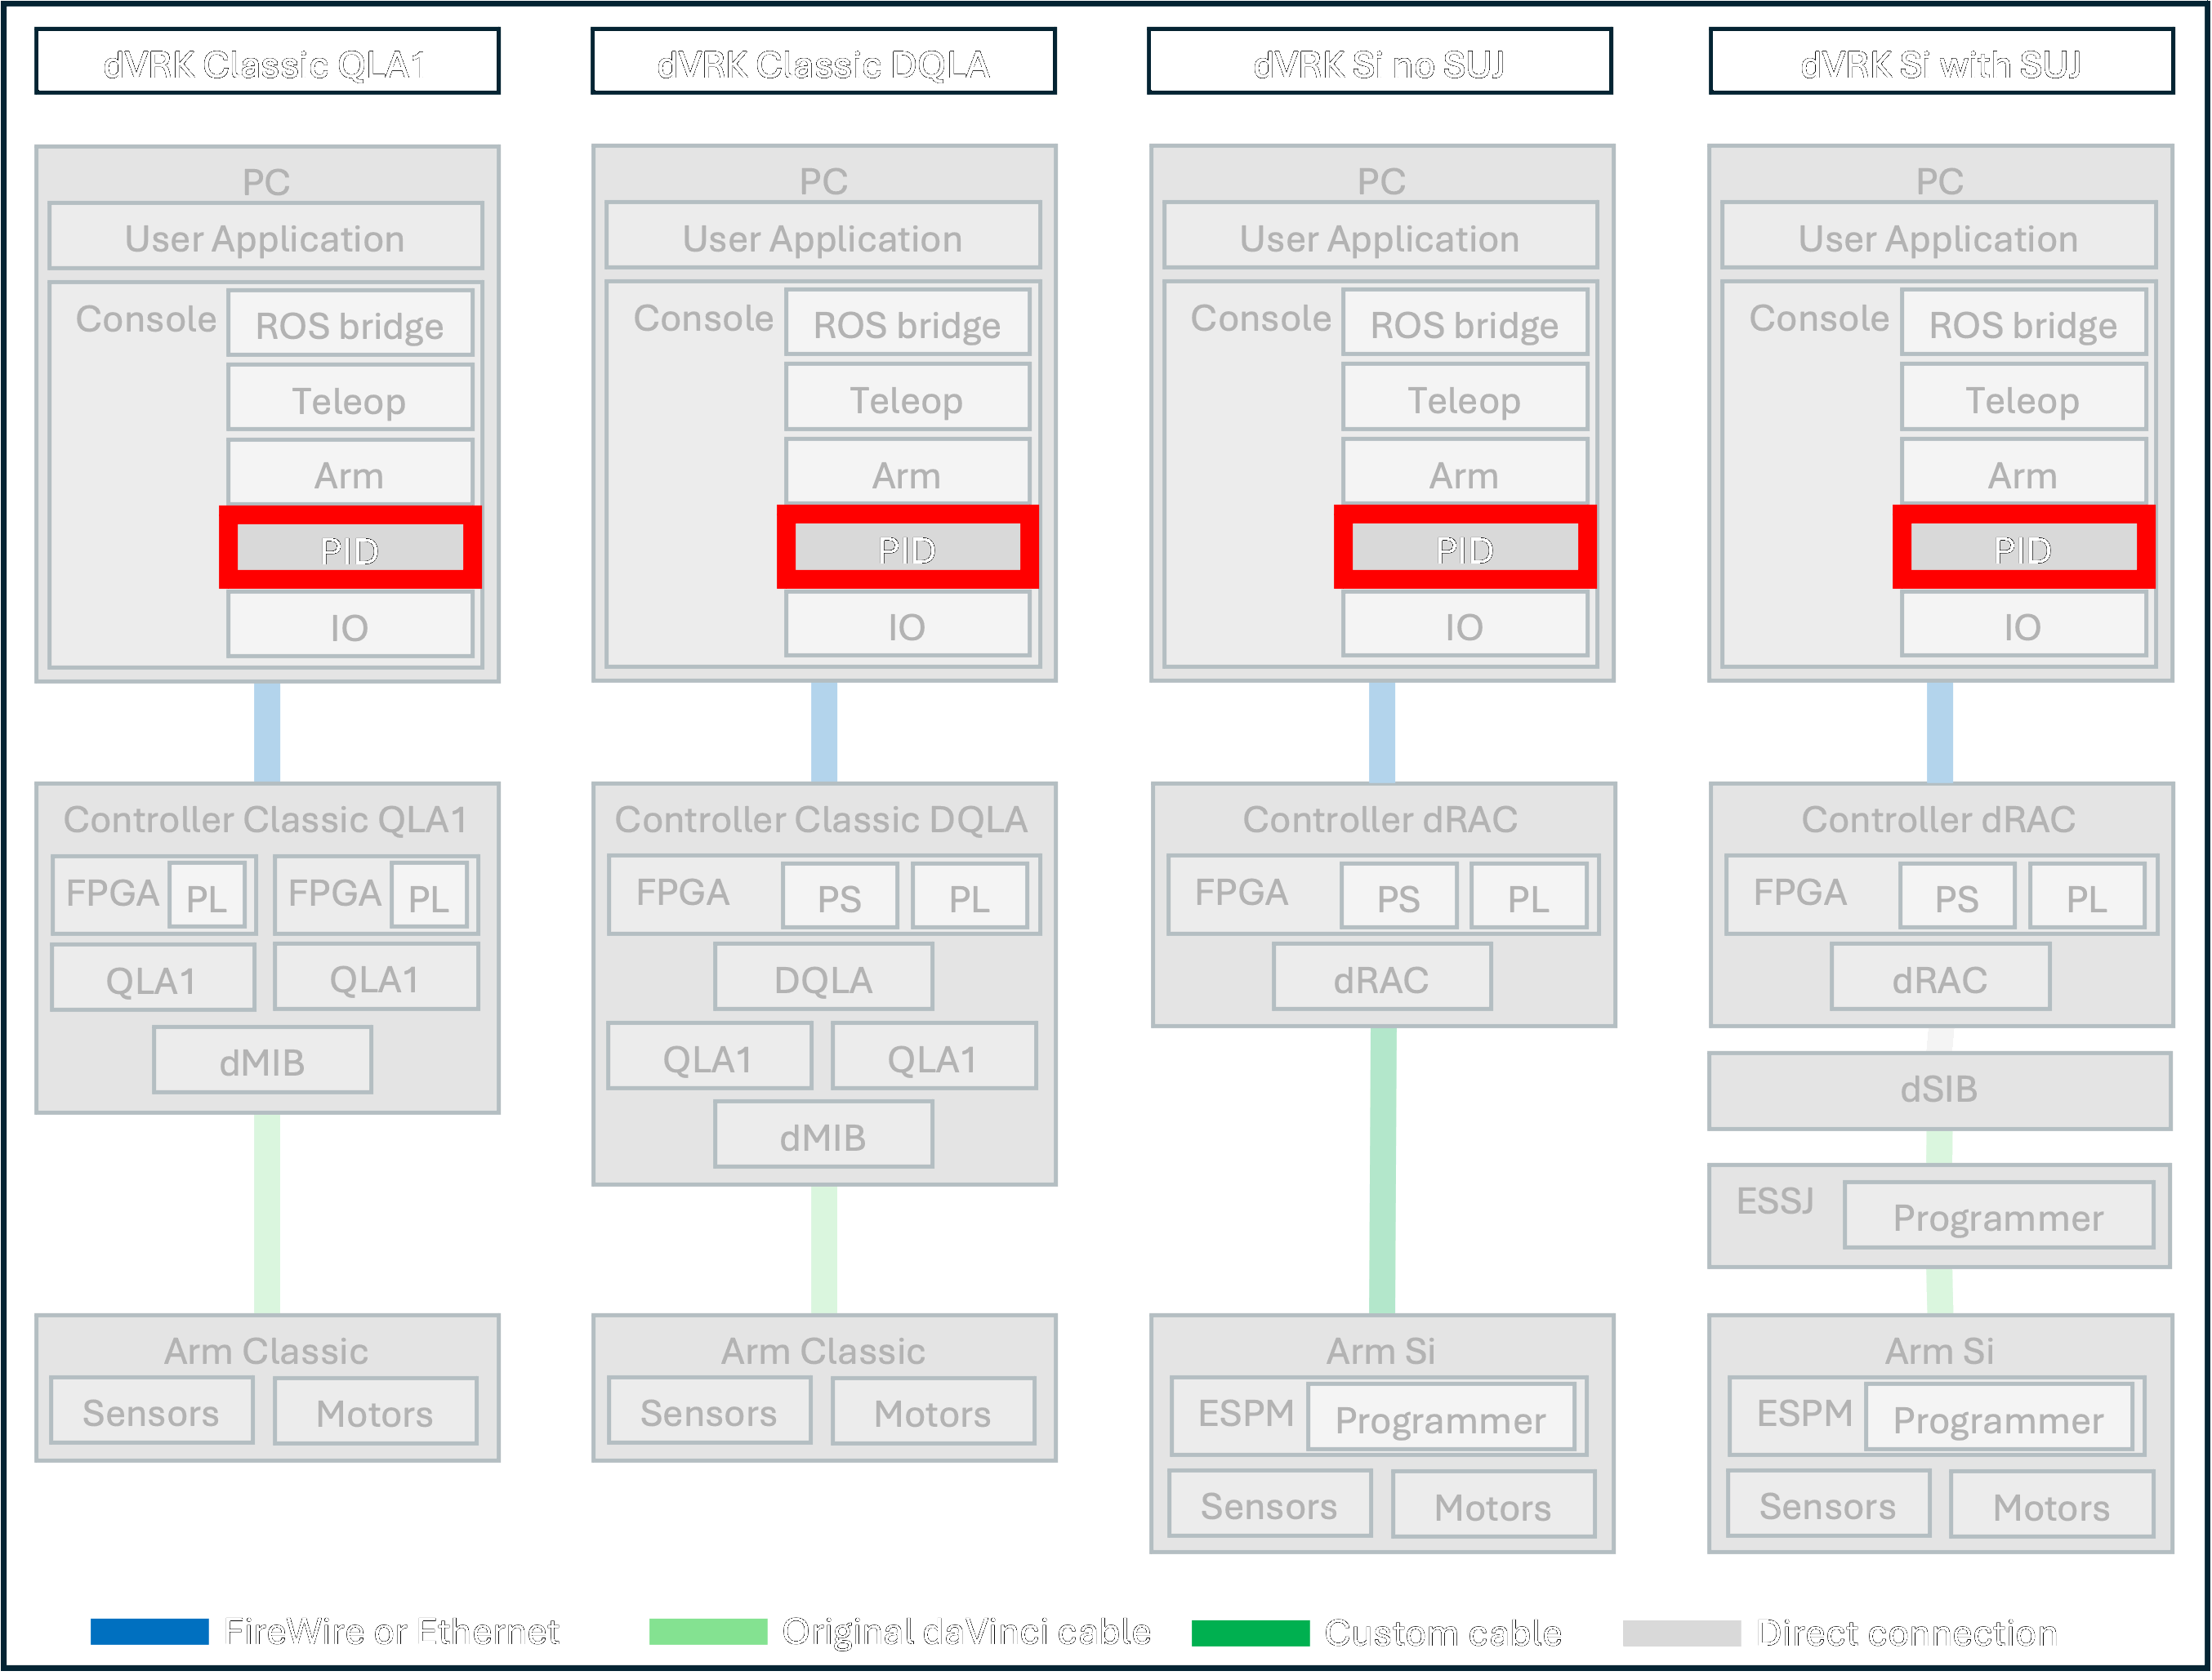 dVRK Classic QLA1
dVRK Classic DQLA
dVRK Si no SUJ
dVRK Si with SUJ
PC
User Application
Console
ROS bridge
Teleop
Arm
PID
IO
PC
User Application
Console
ROS bridge
Teleop
Arm
PID
IO
PC
User Application
Console
ROS bridge
Teleop
Arm
PID
IO
PC
User Application
Console
ROS bridge
Teleop
Arm
PID
IO
Controller Classic QLA1
FPGA
PL
FPGA
PL
QLA1
QLA1
dMIB
Controller Classic DQLA
FPGA
PS
PL
DQLA
QLA1
QLA1
dMIB
Controller dRAC
FPGA
PS
PL
dRAC
Controller dRAC
FPGA
PS
PL
dRAC
dSIB
ESSJ
Programmer
Arm Classic
Sensors
Motors
Arm Classic
Sensors
Motors
Arm Si
ESPM
Programmer
Sensors
Motors
Arm Si
ESPM
Programmer
Sensors
Motors
FireWire or Ethernet
Original daVinci cable
Custom cable
Direct connection